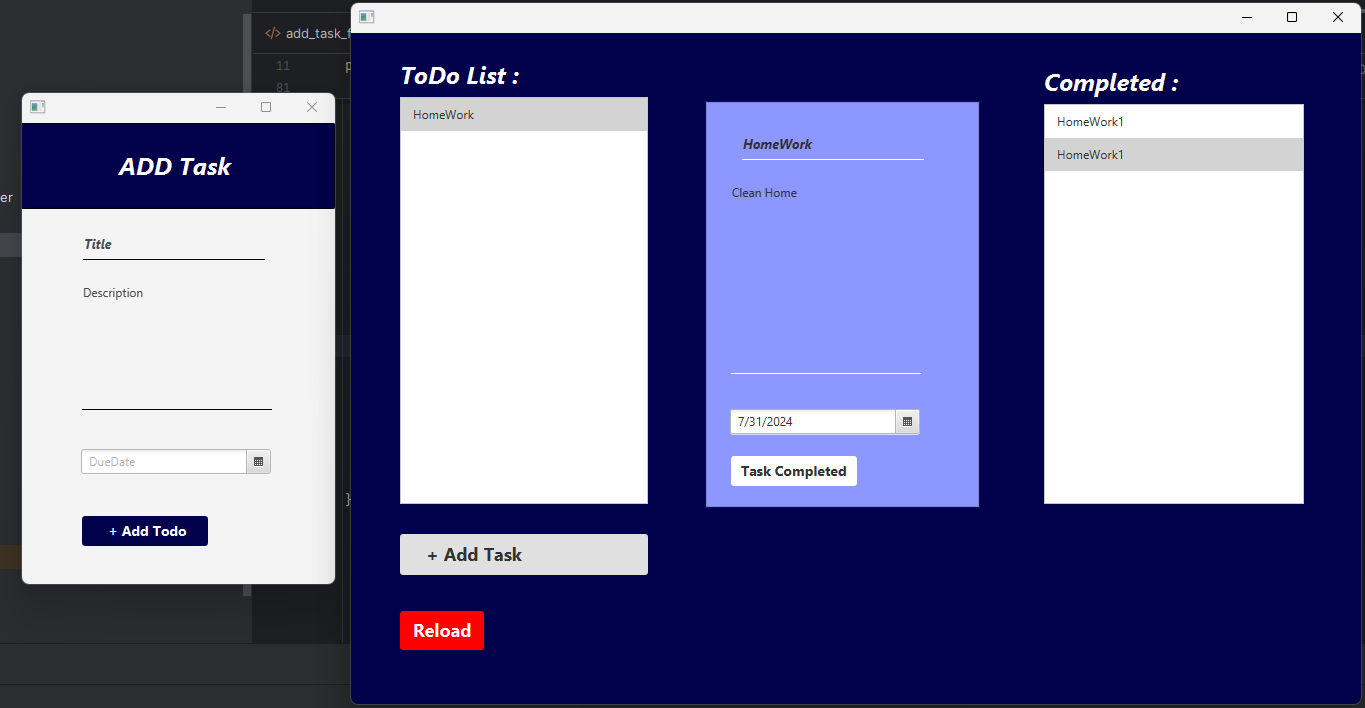 add_task_f
11
81
p
er
}
ADD Task
Title
Description
DueDate
+ Add Todo
ToDo List :
HomeWork
+ Add Task
Reload
HomeWork
Clean Home
7/31/2024
Task Completed
Completed :
HomeWork1
HomeWork1